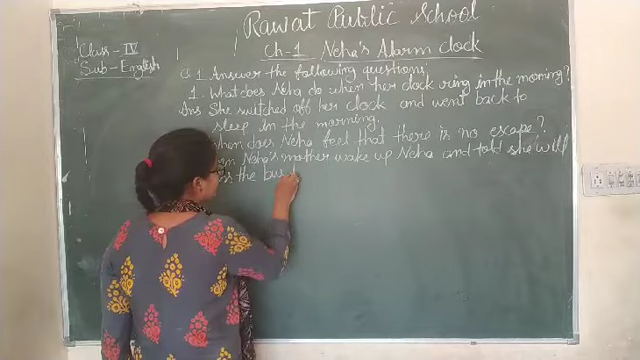 Rawat Public School
Class - IV
Sub - English
Ch-1 Neha's Alarm clock
Q.1. Answer the following questions:
1. What does Neha do when her clock ring in the morning?
Ans She switched off her clock and went back to
sleep in the morning.
when does Neha feel that there is no escape?
Neha's mother wake up Neha and told she will
the bus